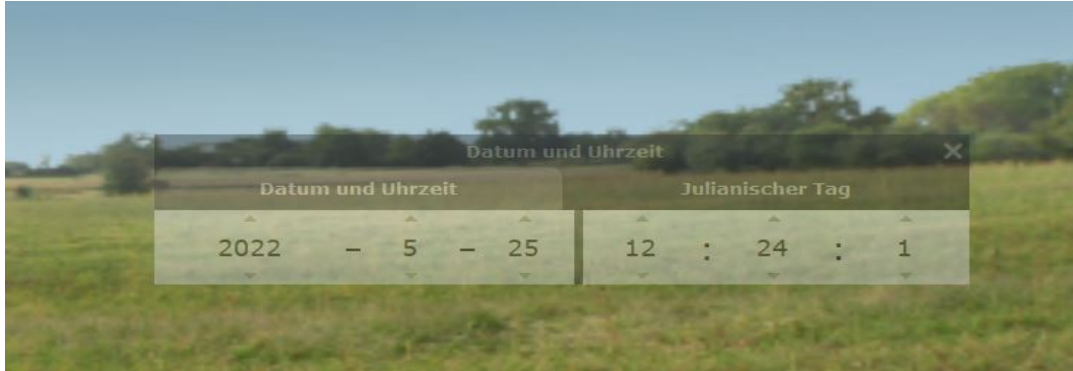 Datum und Uhrzeit
Datum und Uhrzeit Julianischer Tag
2022 – 5 – 25 12 : 24 : 1